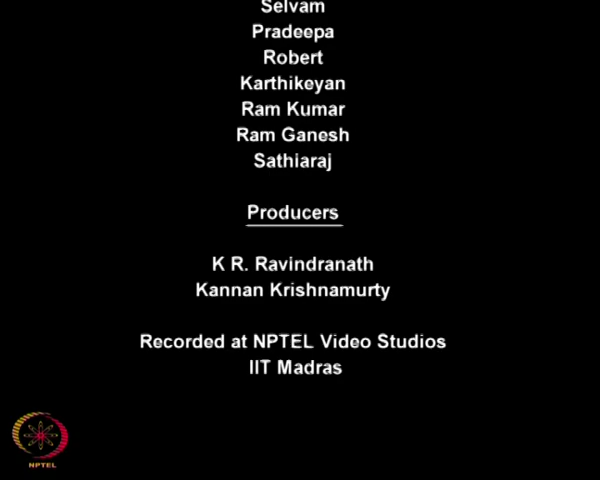 Selvam
Pradeepa
Robert
Karthikeyan
Ram Kumar
Ram Ganesh
Sathiaraj
Producers
K R. Ravindranath
Kannan Krishnamurty
Recorded at NPTEL Video Studios
IIT Madras
NPTEL